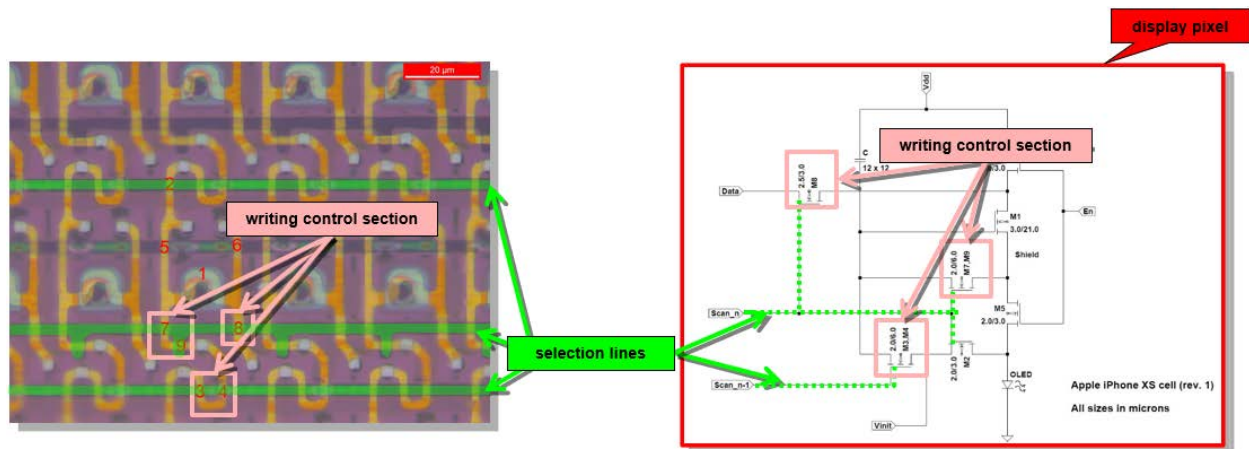 display pixel
20 µm
2
writing control section
5
6
1
7
8
9
3
4
selection lines
Vdd
writing control section
C
12 x 12
2.5/3.0
M8
Data
En
M1
3.0/21.0
Shield
2.0/6.0
M7,M9
M5
2.0/3.0
Scan_n
2.0/6.0
M3,M4
2.0/3.0
M2
OLED
Scan_n-1
Vinit
Apple iPhone XS cell (rev. 1)
All sizes in microns